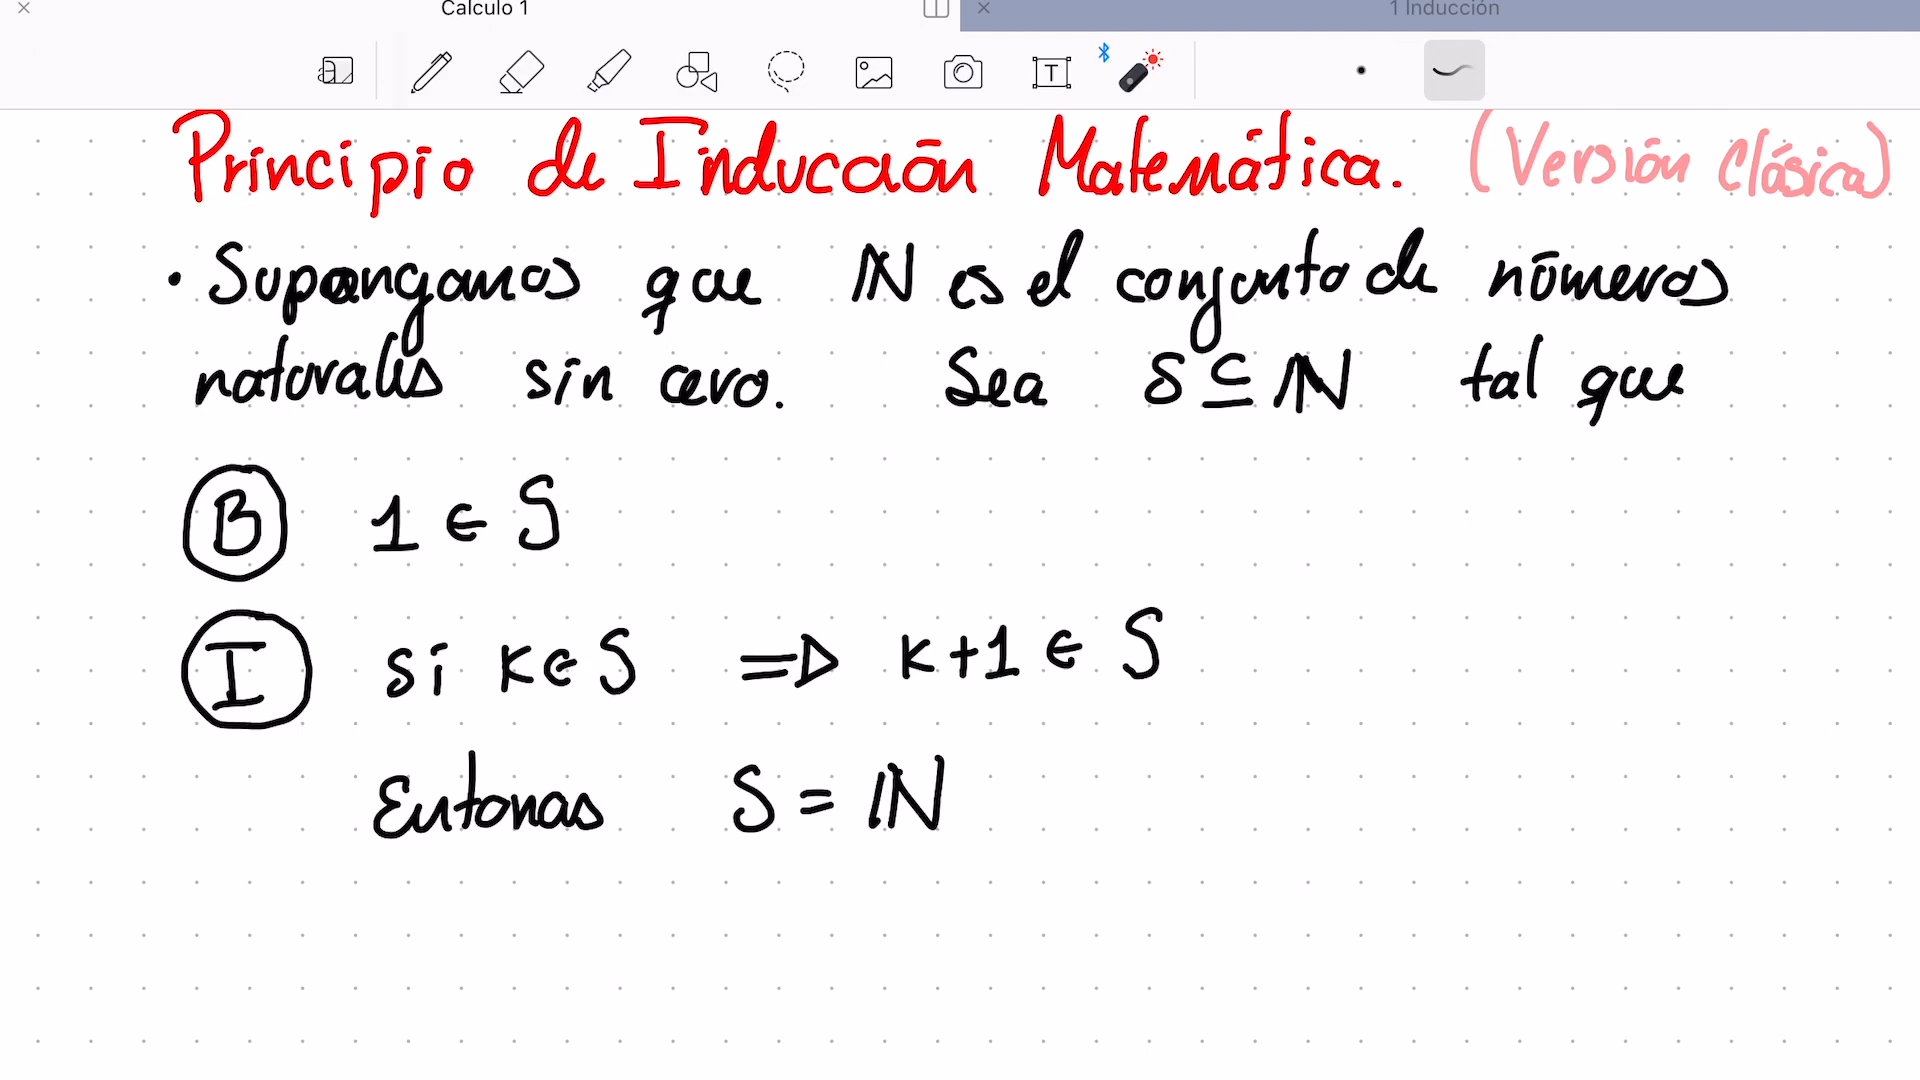 Calculo 1
1 Inducción
T
Principio de Inducción Matemática. (Versión Clásica)
• Supongamos que ℕ es el conjunto de números
naturales sin cero. Sea S ⊆ ℕ tal que
B 1 ∈ S
I si k ∈ S ⇒ k+1 ∈ S
Entonces S = ℕ